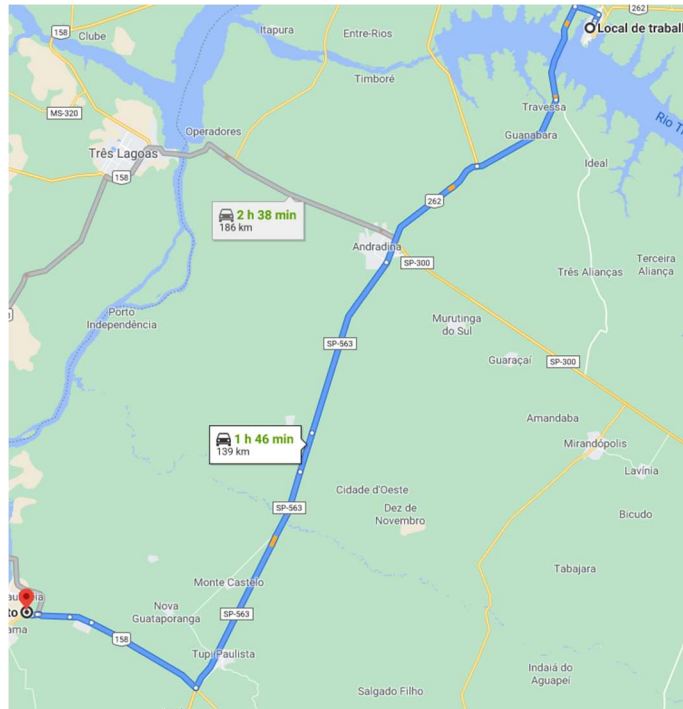 262
158
Clube
Itapura
Entre-Rios
Local de trabal
Timboré
MS-320
Travessa
Operadores
Guanabara
Três Lagoas
Ideal
158
262
2 h 38 min
186 km
Andradina
SP-300
Terceira
Aliança
Três Alianças
Porto
Independência
Murutinga
do Sul
SP-563
Guaraçaí
SP-300
Amandaba
1 h 46 min
139 km
Mirandópolis
Lavínia
Cidade d'Oeste
SP-563
Dez de
Novembro
Bicudo
Tabajara
Monte Castelo
Nova
Guataporanga
SP-563
to
ama
158
Tupi Paulista
Indaiá do
Aguapeí
Salgado Filho